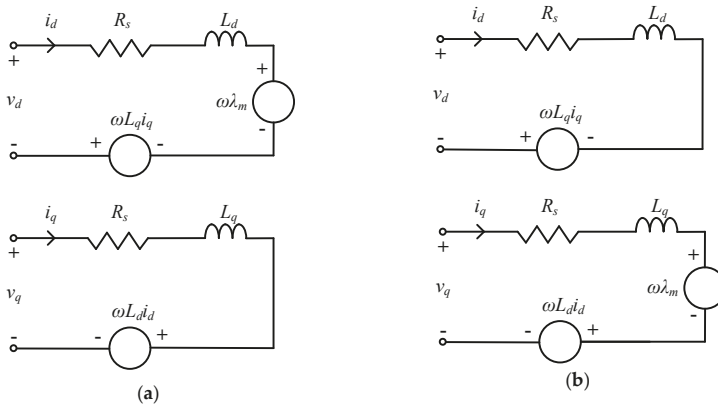 i_d R_s L_d
+ +
v_d ωλ_m
ωL_q i_q -
- + -
i_q R_s L_q
+
v_q
ωL_d i_d
- - +
(a)
i_d R_s L_d
+
v_d
ωL_q i_q
- + -
i_q R_s L_q
+ +
v_q ωλ_m
ωL_d i_d -
- - +
(b)